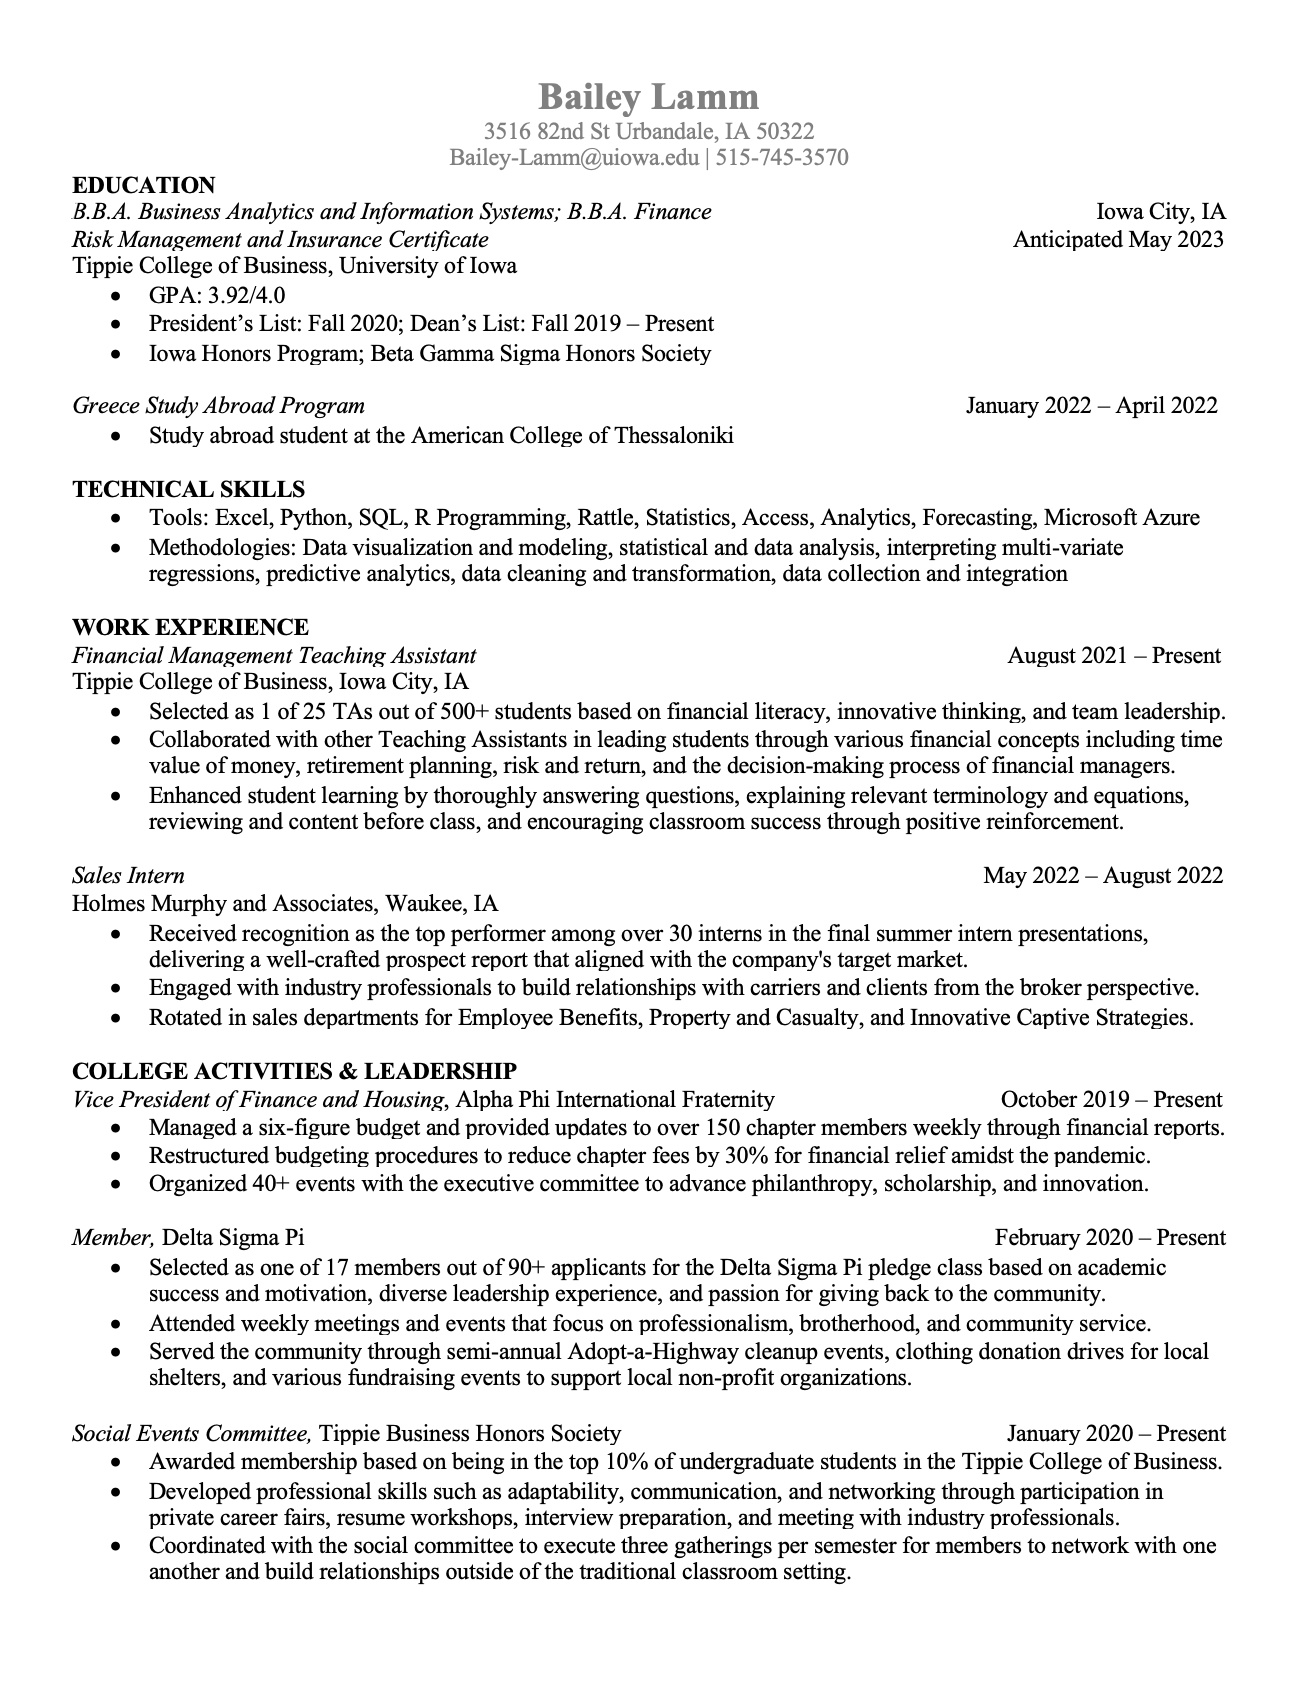 Bailey Lamm
3516 82nd St Urbandale, IA 50322
Bailey-Lamm@uiowa.edu | 515-745-3570
EDUCATION
B.B.A. Business Analytics and Information Systems; B.B.A. Finance Iowa City, IA
Risk Management and Insurance Certificate Anticipated May 2023
Tippie College of Business, University of Iowa
• GPA: 3.92/4.0
• President’s List: Fall 2020; Dean’s List: Fall 2019 – Present
• Iowa Honors Program; Beta Gamma Sigma Honors Society
Greece Study Abroad Program January 2022 – April 2022
• Study abroad student at the American College of Thessaloniki
TECHNICAL SKILLS
• Tools: Excel, Python, SQL, R Programming, Rattle, Statistics, Access, Analytics, Forecasting, Microsoft Azure
• Methodologies: Data visualization and modeling, statistical and data analysis, interpreting multi-variate
regressions, predictive analytics, data cleaning and transformation, data collection and integration
WORK EXPERIENCE
Financial Management Teaching Assistant August 2021 – Present
Tippie College of Business, Iowa City, IA
• Selected as 1 of 25 TAs out of 500+ students based on financial literacy, innovative thinking, and team leadership.
• Collaborated with other Teaching Assistants in leading students through various financial concepts including time
value of money, retirement planning, risk and return, and the decision-making process of financial managers.
• Enhanced student learning by thoroughly answering questions, explaining relevant terminology and equations,
reviewing and content before class, and encouraging classroom success through positive reinforcement.
Sales Intern May 2022 – August 2022
Holmes Murphy and Associates, Waukee, IA
• Received recognition as the top performer among over 30 interns in the final summer intern presentations,
delivering a well-crafted prospect report that aligned with the company's target market.
• Engaged with industry professionals to build relationships with carriers and clients from the broker perspective.
• Rotated in sales departments for Employee Benefits, Property and Casualty, and Innovative Captive Strategies.
COLLEGE ACTIVITIES & LEADERSHIP
Vice President of Finance and Housing, Alpha Phi International Fraternity October 2019 – Present
• Managed a six-figure budget and provided updates to over 150 chapter members weekly through financial reports.
• Restructured budgeting procedures to reduce chapter fees by 30% for financial relief amidst the pandemic.
• Organized 40+ events with the executive committee to advance philanthropy, scholarship, and innovation.
Member, Delta Sigma Pi February 2020 – Present
• Selected as one of 17 members out of 90+ applicants for the Delta Sigma Pi pledge class based on academic
success and motivation, diverse leadership experience, and passion for giving back to the community.
• Attended weekly meetings and events that focus on professionalism, brotherhood, and community service.
• Served the community through semi-annual Adopt-a-Highway cleanup events, clothing donation drives for local
shelters, and various fundraising events to support local non-profit organizations.
Social Events Committee, Tippie Business Honors Society January 2020 – Present
• Awarded membership based on being in the top 10% of undergraduate students in the Tippie College of Business.
• Developed professional skills such as adaptability, communication, and networking through participation in
private career fairs, resume workshops, interview preparation, and meeting with industry professionals.
• Coordinated with the social committee to execute three gatherings per semester for members to network with one
another and build relationships outside of the traditional classroom setting.